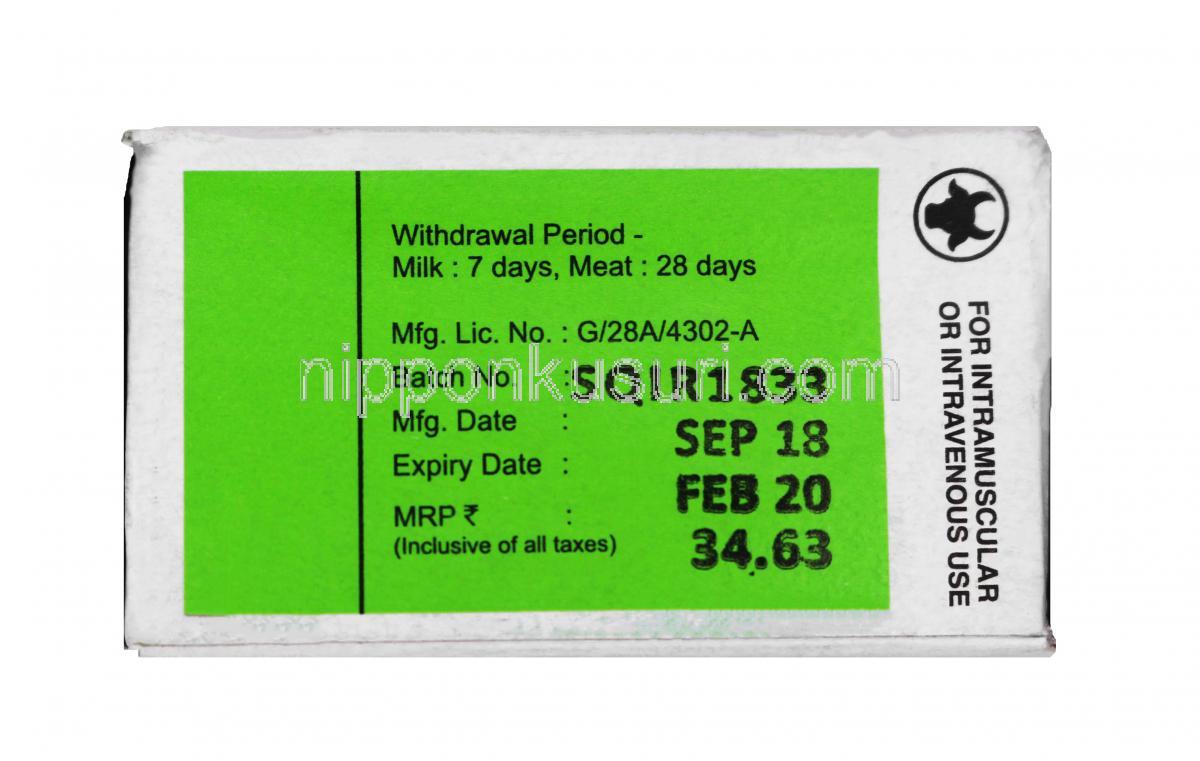 Withdrawal Period -
Milk : 7 days, Meat : 28 days
Mfg. Lic. No. : G/28A/4302-A
Batch No. :
Mfg. Date : SEP 18
Expiry Date : FEB 20
MRP ₹ : 34.63
(Inclusive of all taxes)
FOR INTRAMUSCULAR
OR INTRAVENOUS USE
nipponkusuri.com